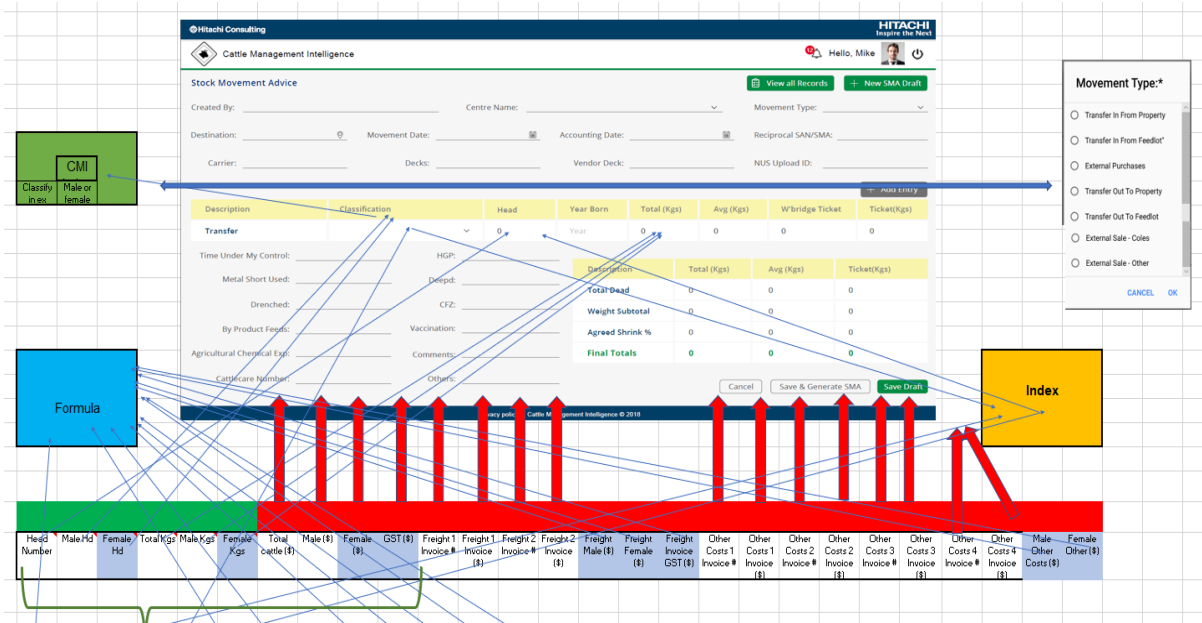 Hitachi Consulting
HITACHI
Inspire the Next
Cattle Management Intelligence
12
Hello, Mike
Stock Movement Advice
View all Records
+ New SMA Draft
Created By:
Centre Name:
Movement Type:
Destination:
Movement Date:
Accounting Date:
Reciprocal SAN/SMA:
Carrier:
Decks:
Vendor Deck:
NUS Upload ID:
+ Add Entry
Description Classification Head Year Born Total (Kgs) Avg (Kgs) W'bridge Ticket Ticket(Kgs)
Transfer 0 Year 0 0 0 0
Time Under My Control:
HGP:
Metal Short Used:
Deepd:
Drenched:
CFZ:
By Product Feeds:
Vaccination:
Agricultural Chemical Exp:
Comments:
Cattlecare Number:
Others:
Description Total (Kgs) Avg (Kgs) Ticket(Kgs)
Total Dead 0 0 0
Weight Subtotal 0 0 0
Agreed Shrink % 0 0 0
Final Totals 0 0 0
Cancel
Save & Generate SMA
Save Draft
Cattle Management Intelligence © 2018
Movement Type:*
Transfer In From Property
Transfer In From Feedlot"
External Purchases
Transfer Out To Property
Transfer Out To Feedlot
External Sale - Coles
External Sale - Other
CANCEL OK
CMI
Classify
in ex
Male or
female
Formula
Index
Head
Number
Male Hd
Female
Hd
Total Kgs
Male Kgs
Female
Kgs
Total
cattle ($)
Male ($)
Female
($)
GST ($)
Freight 1
Invoice #
Freight 1
Invoice
($)
Freight 2
Invoice #
Freight 2
Invoice
($)
Freight
Male ($)
Freight
Female
($)
Freight
Invoice
GST ($)
Other
Costs 1
Invoice #
Other
Costs 1
Invoice
($)
Other
Costs 2
Invoice #
Other
Costs 2
Invoice
($)
Other
Costs 3
Invoice #
Other
Costs 3
Invoice
($)
Other
Costs 4
Invoice #
Other
Costs 4
Invoice
($)
Male
Other
Costs ($)
Female
Other ($)